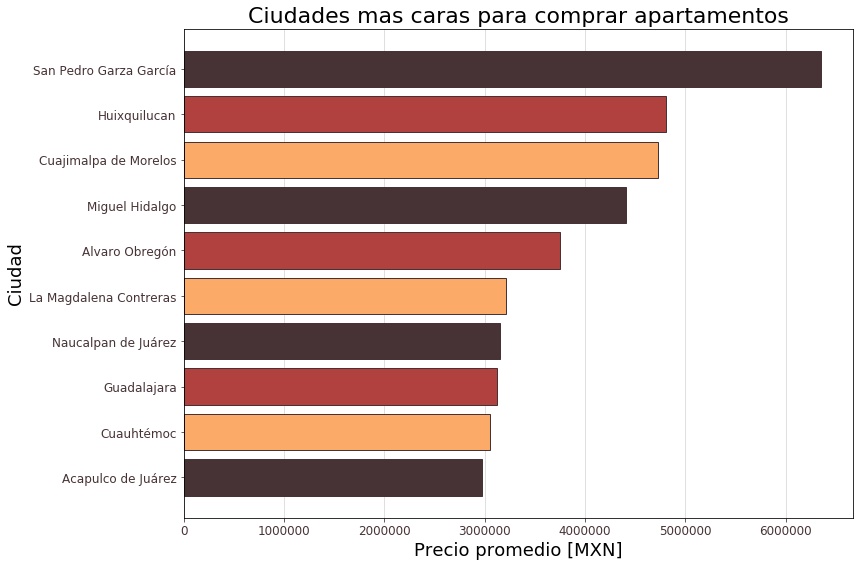 Ciudades mas caras para comprar apartamentos
Ciudad
San Pedro Garza García
Huixquilucan
Cuajimalpa de Morelos
Miguel Hidalgo
Alvaro Obregón
La Magdalena Contreras
Naucalpan de Juárez
Guadalajara
Cuauhtémoc
Acapulco de Juárez
0 1000000 2000000 3000000 4000000 5000000 6000000
Precio promedio [MXN]